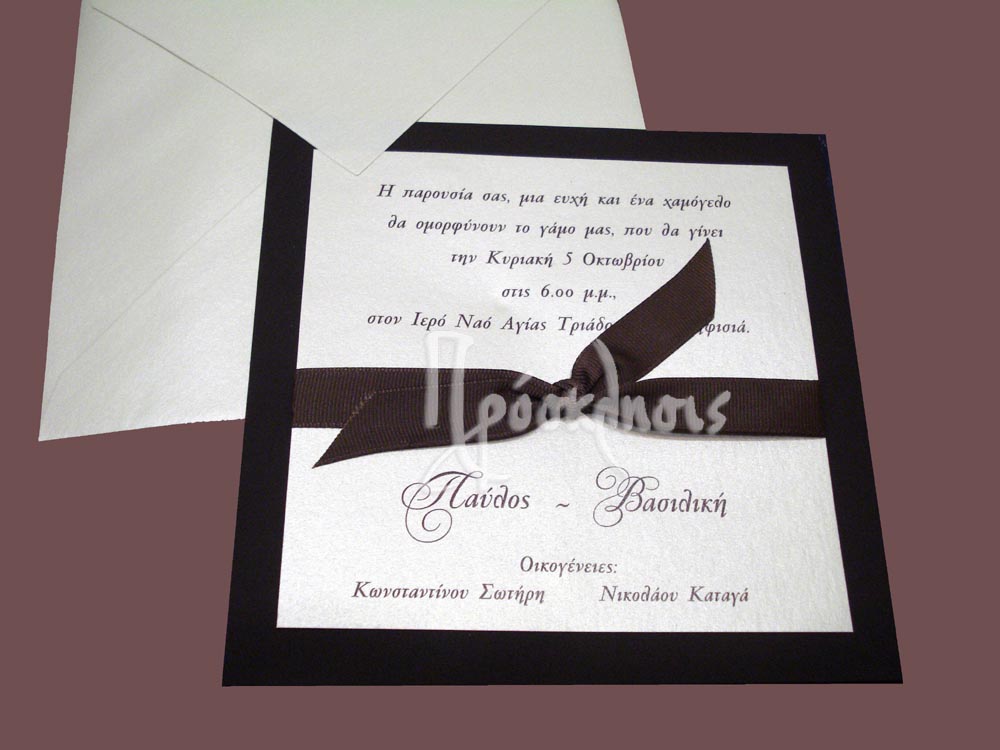 Η παρουσία σας, μια ευχή και ένα χαμόγελο
θα ομορφύνουν το γάμο μας, που θα γίνει
την Κυριακή 5 Οκτωβρίου
στις 6.00 μ.μ.,
στον Ιερό Ναό Αγίας
Πρόσκλησις
Παύλος ~ Βασιλική
Οικογένειες:
Κωνσταντίνου Σωτήρη Νικολάου Καταγά